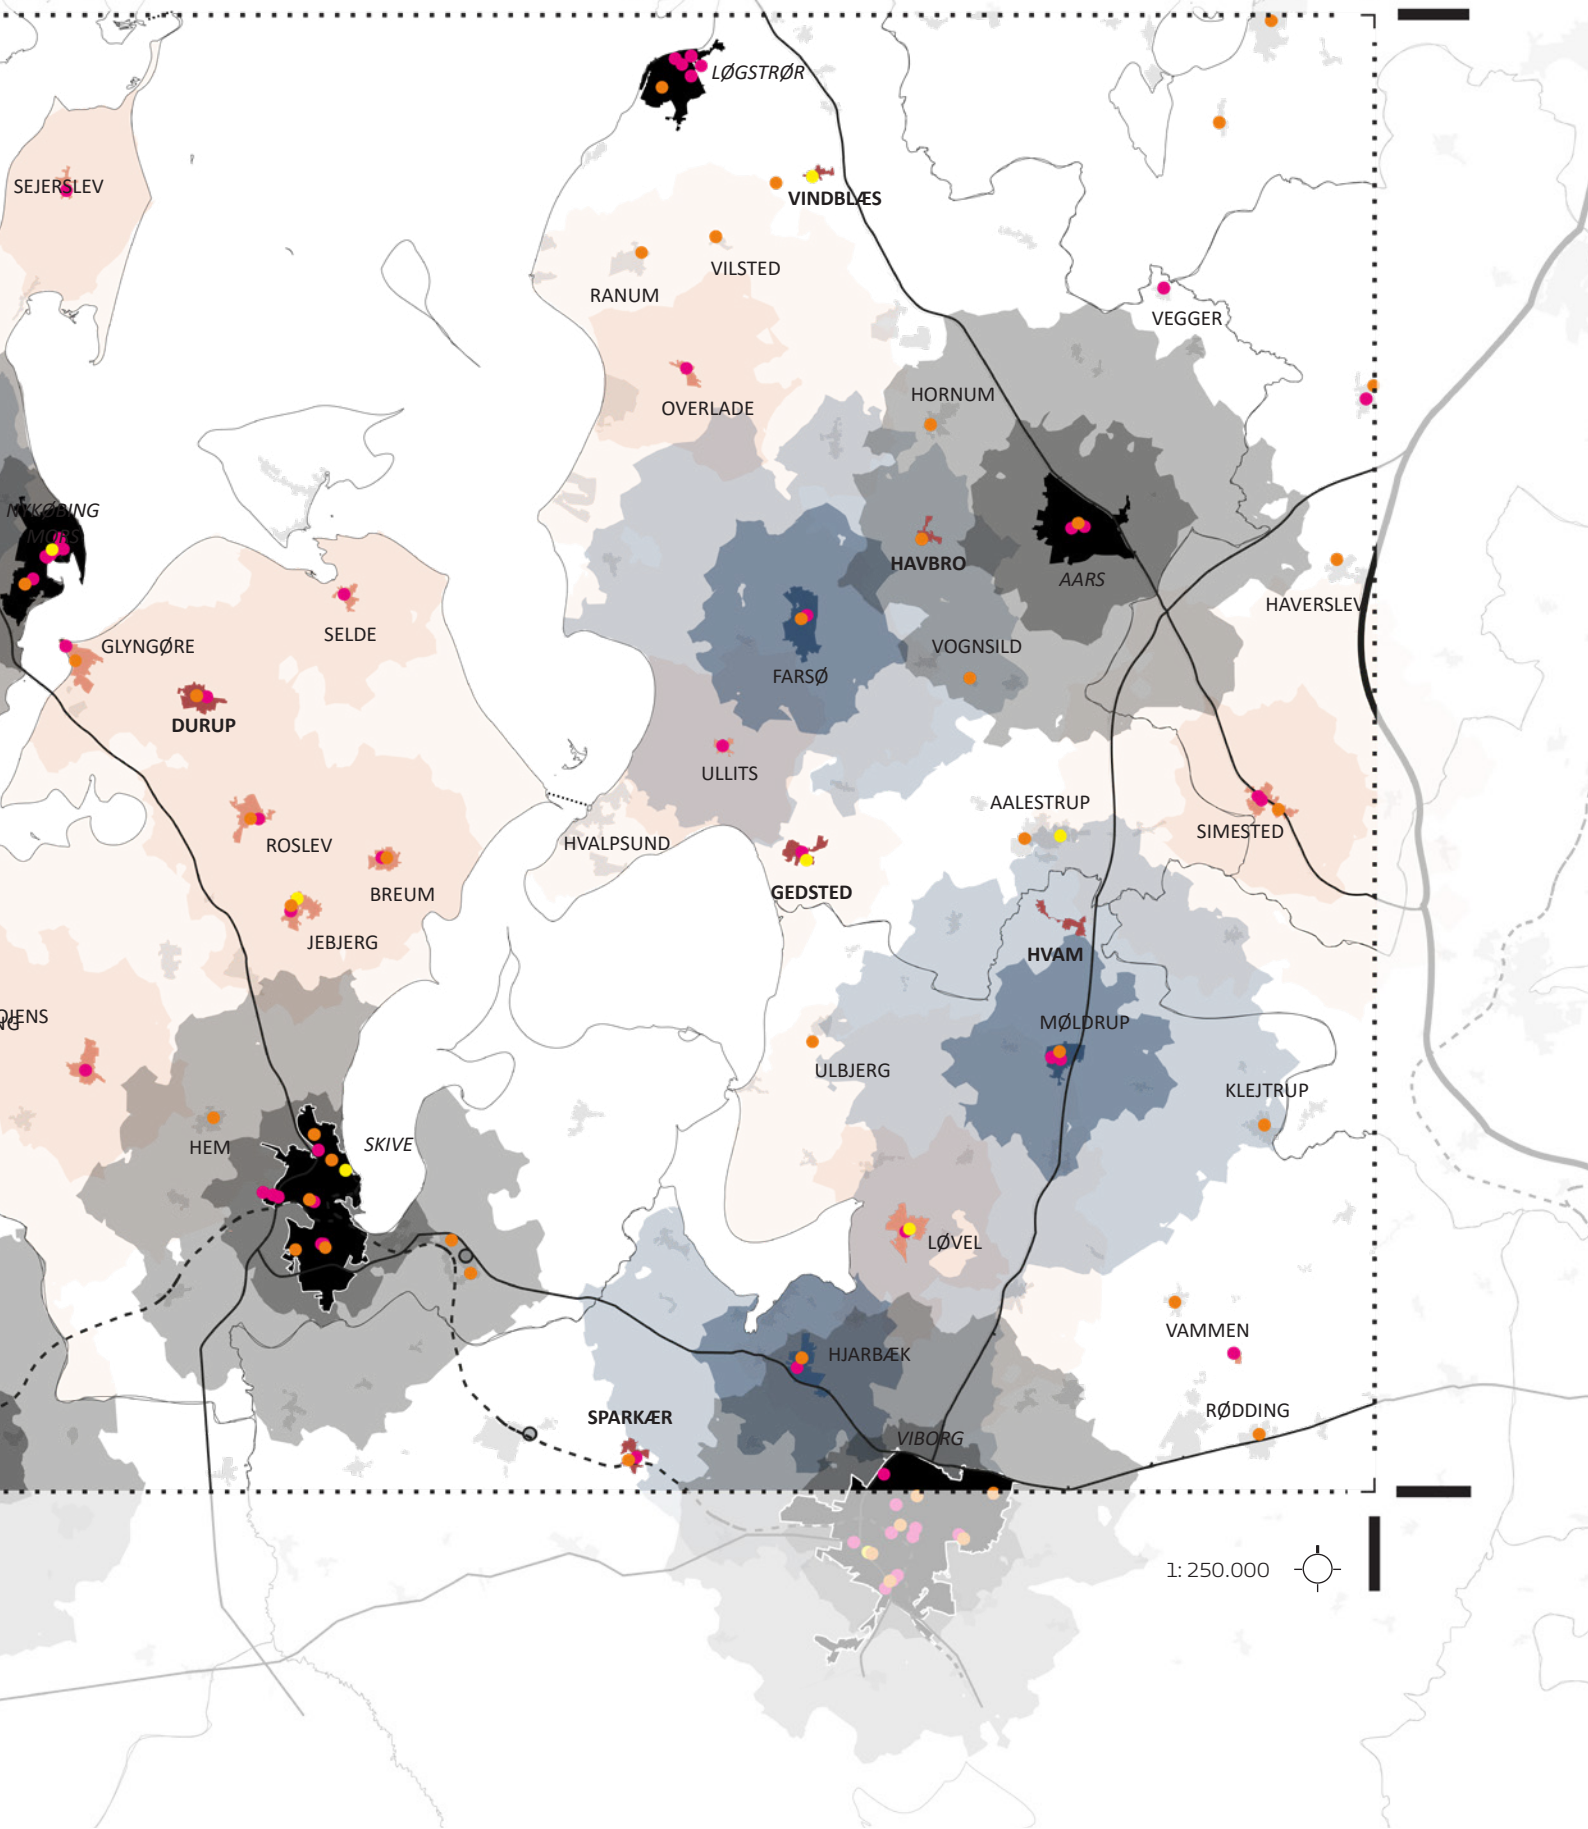 LØGSTRØR
SEJERSLEV
VINDBLÆS
VILSTED
RANUM
VEGGER
HORNUM
OVERLADE
NYKØBING
MORS
HAVBRO
AARS
HAVERSLEV
SELDE
GLYNGØRE
VOGNSILD
FARSØ
DURUP
ULLITS
AALESTRUP
SIMESTED
ROSLEV
HVALPSUND
BREUM
GEDSTED
JEBJERG
HVAM
ØJENS
NG
MØLDRUP
ULBJERG
KLEJTRUP
HEM
SKIVE
LØVEL
VAMMEN
HJARBÆK
RØDDING
SPARKÆR
VIBORG
1: 250.000